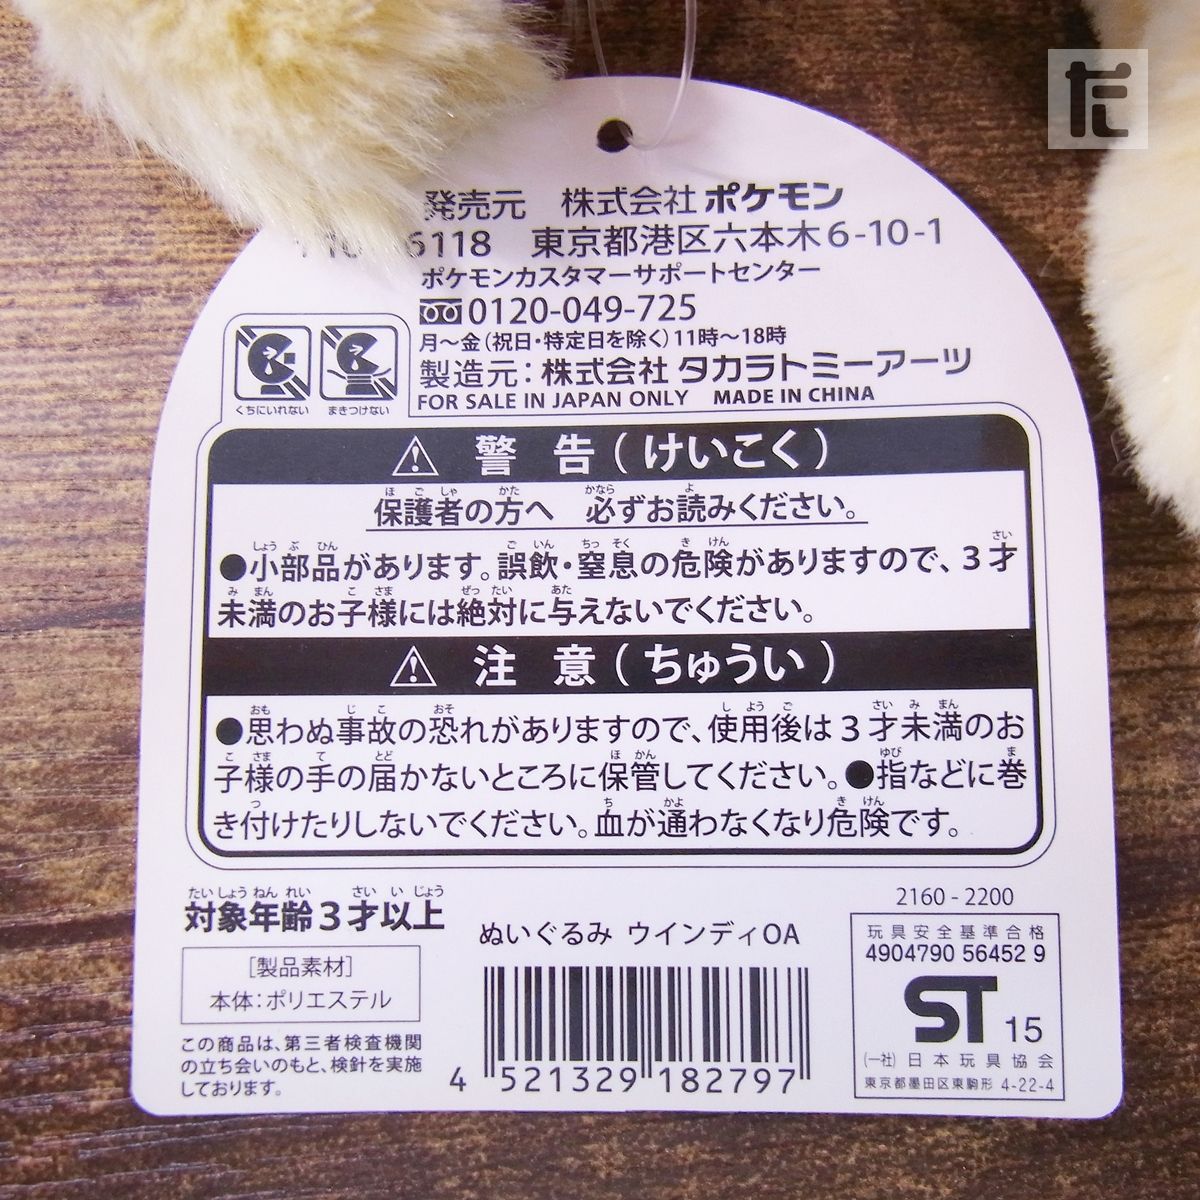 発売元 株式会社 ポケモン
6118 東京都港区六本木6-10-1
ポケモンカスタマーサポートセンター
0120-049-725
月～金(祝日・特定日を除く)11時～18時
製造元:株式会社 タカラトミーアーツ
FOR SALE IN JAPAN ONLY MADE IN CHINA
くちにいれない まきつけない
警 告(けいこく)
保護者の方へ 必ずお読みください。
●小部品があります。誤飲・窒息の危険がありますので、3才
未満のお子様には絶対に与えないでください。
注 意(ちゅうい)
●思わぬ事故の恐れがありますので、使用後は3才未満のお
子様の手の届かないところに保管してください。●指などに巻
き付けたりしないでください。血が通わなくなり危険です。
対象年齢3才以上
[製品素材]
本体:ポリエステル
この商品は、第三者検査機関
の立ち会いのもと、検針を実施
しております。
ぬいぐるみ ウインディOA
4 521329 182797
2160-2200
玩具安全基準合格
4904790 56452 9
ST 15
(一社)日本玩具協会
東京都墨田区東駒形 4-22-4